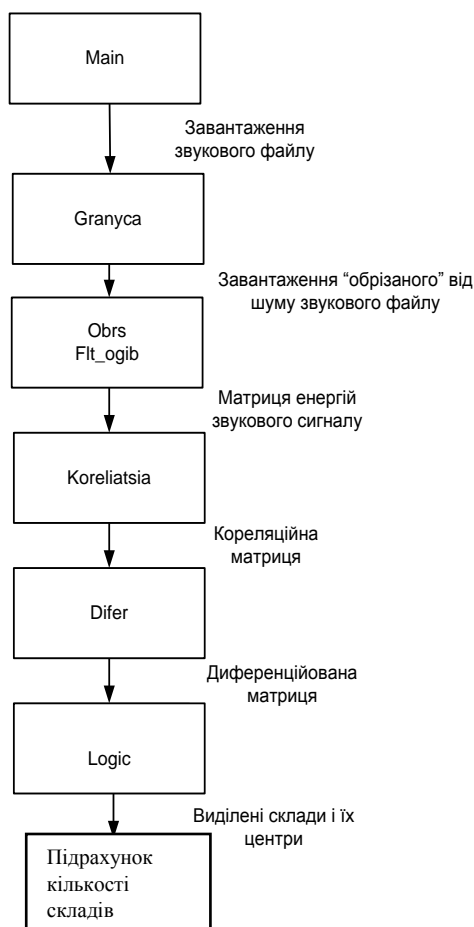 Main
Завантаження
звукового файлу
Granyca
Завантаження “обрізаного” від
шуму звукового файлу
Obrs
Flt_ogib
Матриця енергій
звукового сигналу
Koreliatsia
Кореляційна
матриця
Difer
Диференційована
матриця
Logic
Виділені склади і їх
центри
Підрахунок
кількості
складів